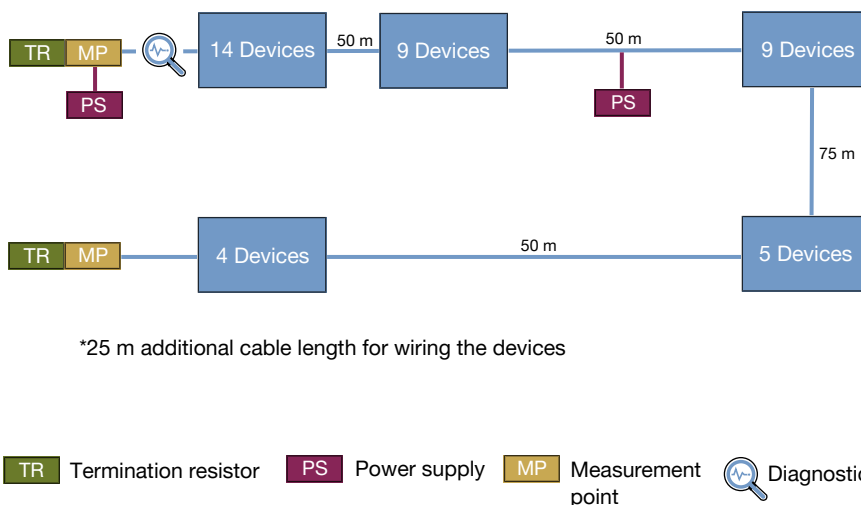 TR MP 14 Devices 50 m 9 Devices 50 m 9 Devices
PS PS
75 m
TR MP 4 Devices 50 m 5 Devices
*25 m additional cable length for wiring the devices
TR Termination resistor PS Power supply MP Measurement Diagnostic
point